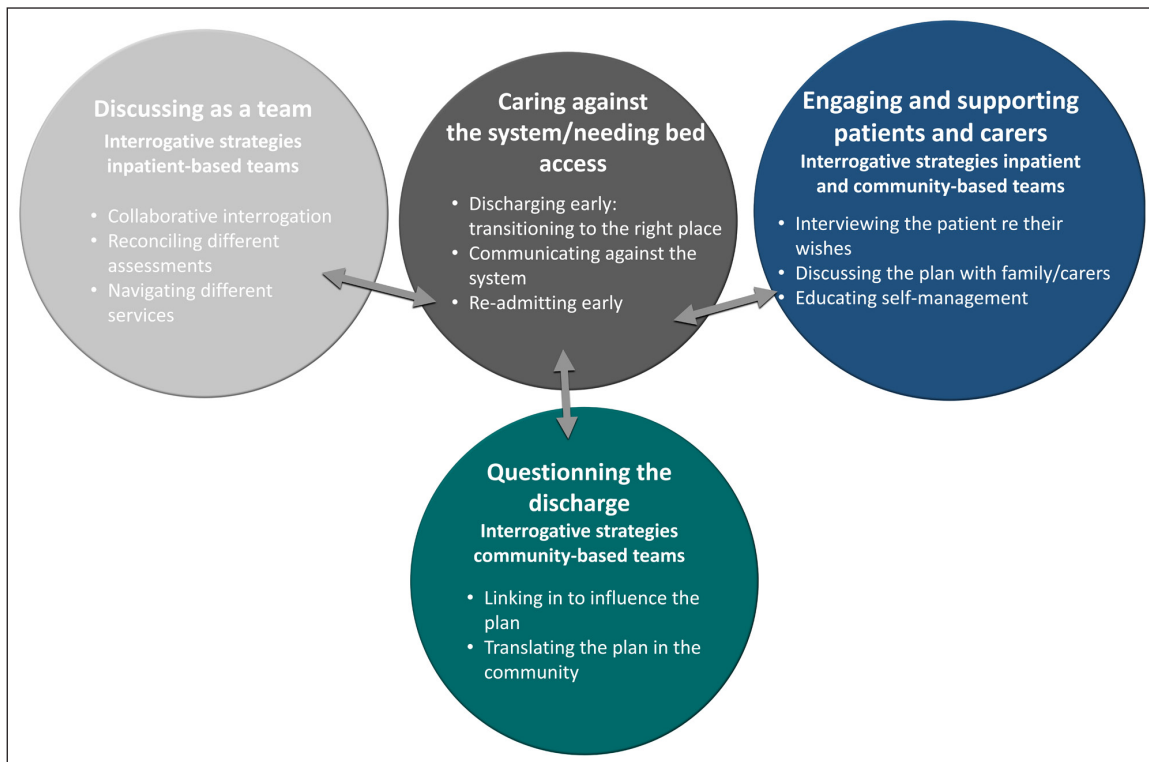 Discussing as a team
Interrogative strategies
inpatient-based teams
• Collaborative interrogation
• Reconciling different
assessments
• Navigating different
services
Caring against
the system/needing bed
access
• Discharging early:
transitioning to the right place
• Communicating against the
system
• Re-admitting early
Engaging and supporting
patients and carers
Interrogative strategies inpatient
and community-based teams
• Interviewing the patient re their
wishes
• Discussing the plan with family/carers
• Educating self-management
Questionning the
discharge
Interrogative strategies
community-based teams
• Linking in to influence the
plan
• Translating the plan in the
community